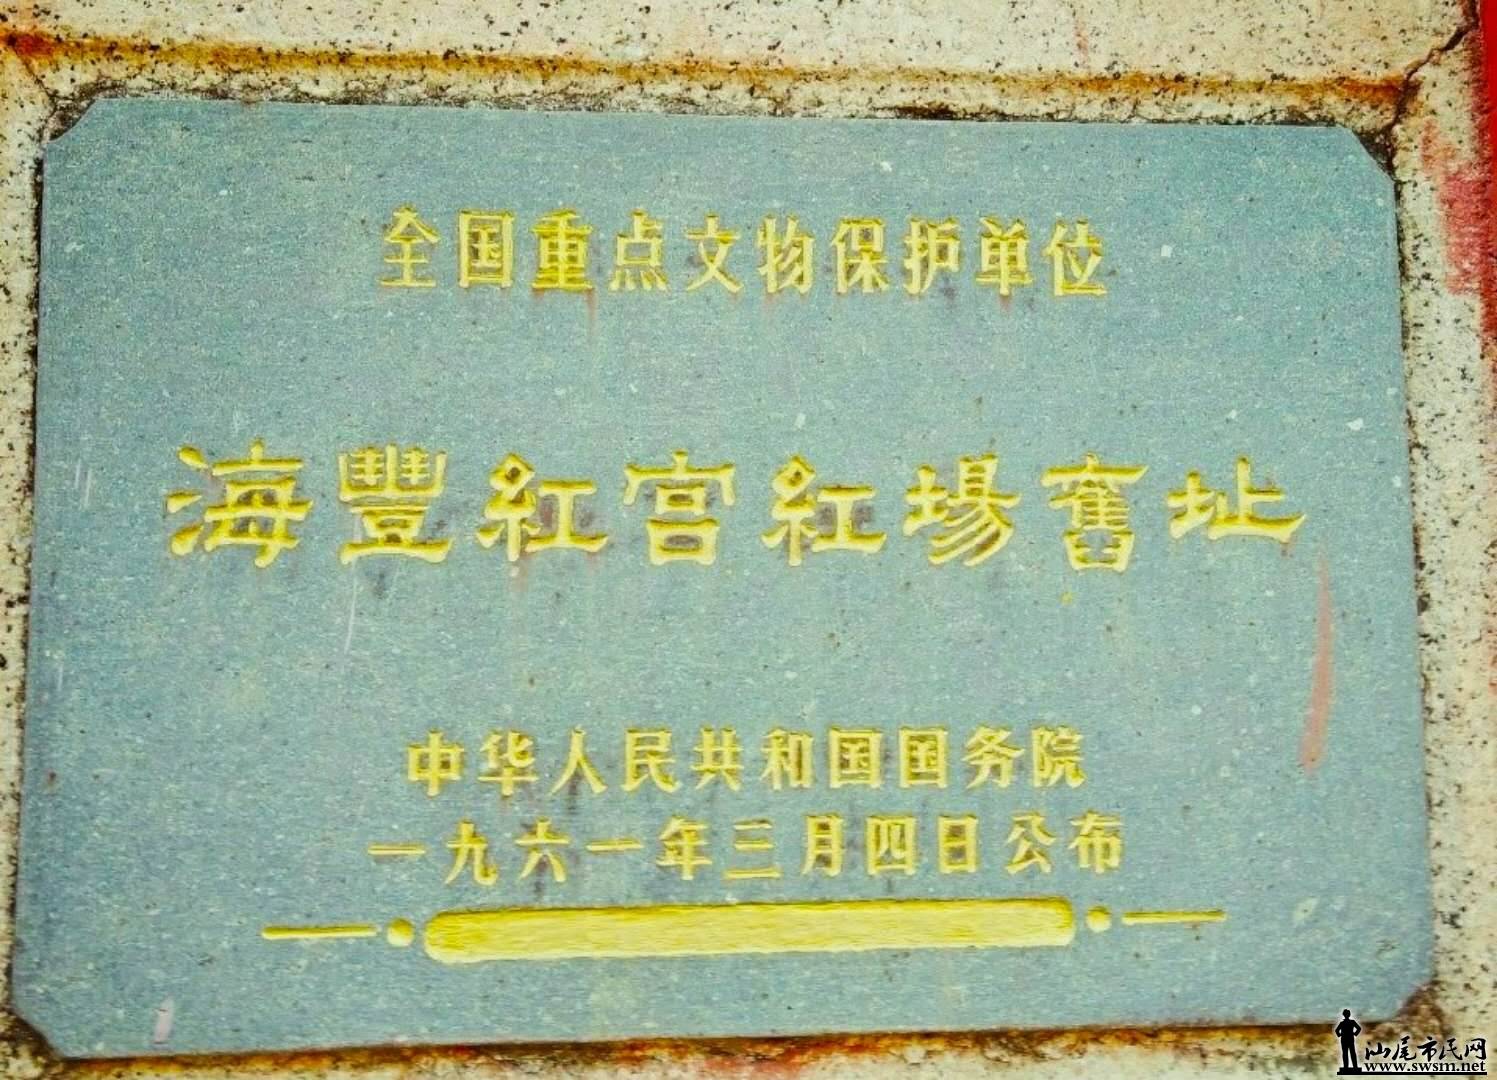 全国重点文物保护单位
海豐紅宫紅場舊址
中华人民共和国国务院
一九六一年三月四日公布
汕尾市民网
www.swsm.net